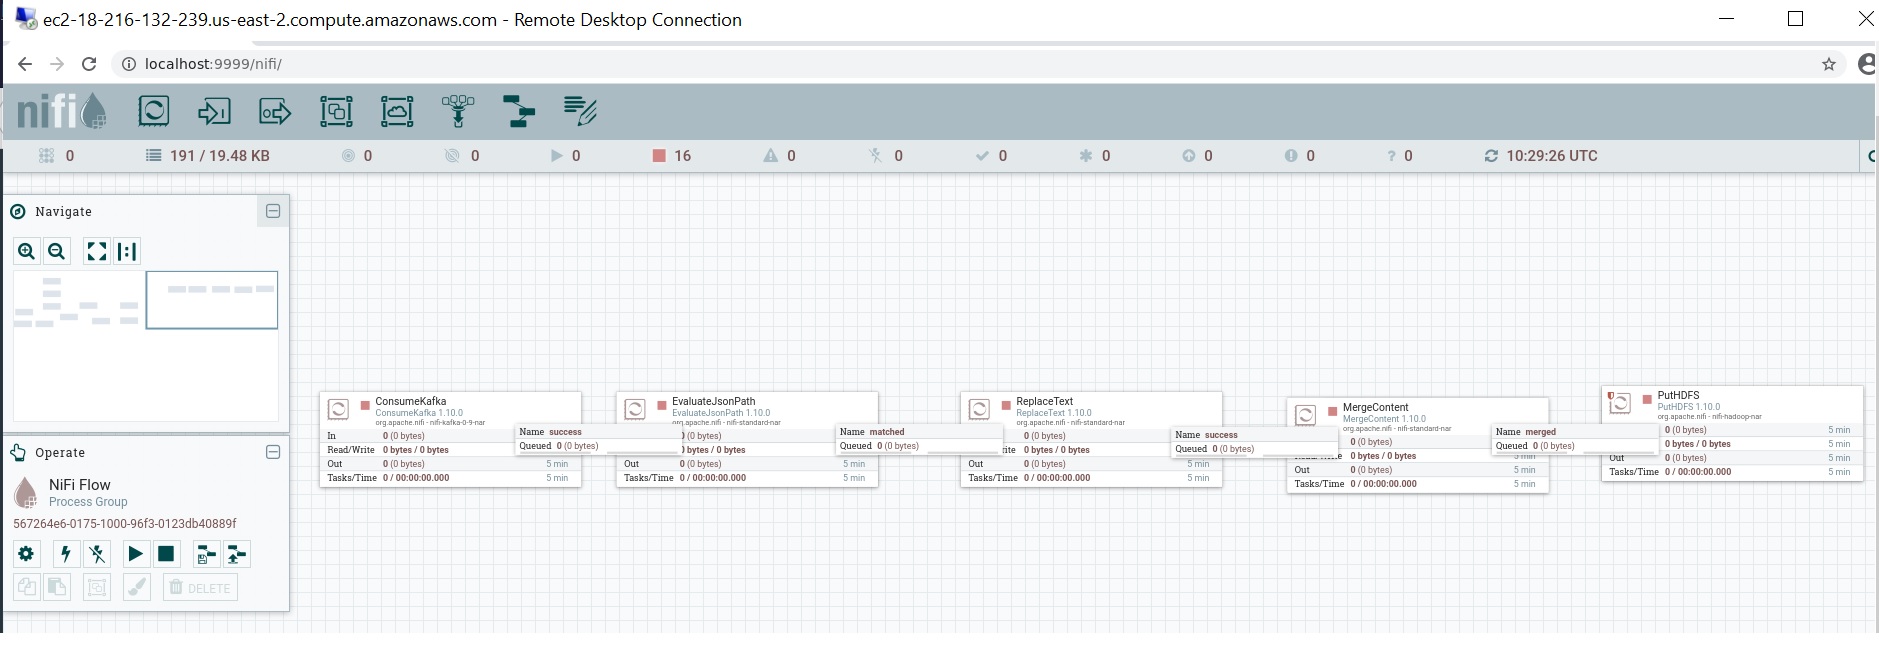 ec2-18-216-132-239.us-east-2.compute.amazonaws.com - Remote Desktop Connection
localhost:9999/nifi/
nifi
0 191 / 19.48 KB 0 0 0 16 0 0 0 0 0 0 0 10:29:26 UTC
Navigate
Operate
NiFi Flow
Process Group
567264e6-0175-1000-96f3-0123db40889f
DELETE
ConsumeKafka
ConsumeKafka 1.10.0
org.apache.nifi - nifi-kafka-0-9-nar
In 0 (0 bytes)
Read/Write 0 bytes / 0 bytes
Out 0 (0 bytes) 5 min
Tasks/Time 0 / 00:00:00.000 5 min
Name success
Queued 0 (0 bytes)
EvaluateJsonPath
EvaluateJsonPath 1.10.0
org.apache.nifi - nifi-standard-nar
0 (0 bytes)
0 bytes / 0 bytes
Out 0 (0 bytes) 5 min
Tasks/Time 0 / 00:00:00.000 5 min
Name matched
Queued 0 (0 bytes)
ReplaceText
ReplaceText 1.10.0
org.apache.nifi - nifi-standard-nar
0 (0 bytes)
0 bytes / 0 bytes
Out 0 (0 bytes) 5 min
Tasks/Time 0 / 00:00:00.000 5 min
Name success
Queued 0 (0 bytes)
MergeContent
MergeContent 1.10.0
org.apache.nifi - nifi-standard-nar
0 (0 bytes)
Read/Write 0 bytes / 0 bytes
Out 0 (0 bytes) 5 min
Tasks/Time 0 / 00:00:00.000 5 min
Name merged
Queued 0 (0 bytes)
PutHDFS
PutHDFS 1.10.0
org.apache.nifi - nifi-hadoop-nar
0 (0 bytes) 5 min
0 bytes / 0 bytes 5 min
Out 0 (0 bytes) 5 min
Tasks/Time 0 / 00:00:00.000 5 min